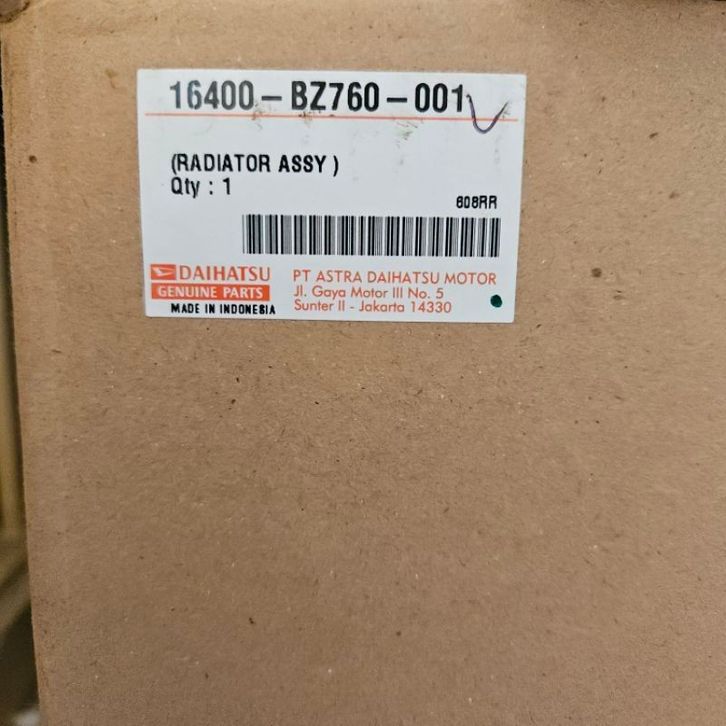 16400-BZ760-001
(RADIATOR ASSY )
Qty : 1
608RR
DAIHATSU
GENUINE PARTS
MADE IN INDONESIA
PT ASTRA DAIHATSU MOTOR
Jl. Gaya Motor III No. 5
Sunter II - Jakarta 14330